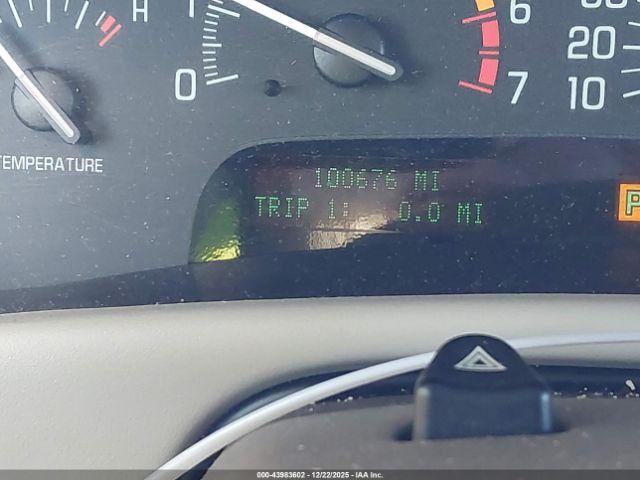 H
1
0
6
7
20
10
TEMPERATURE
100676 MI
TRIP 1: 0.0 MI
P
000-43983602 - 12/22/2025 - IAA Inc.